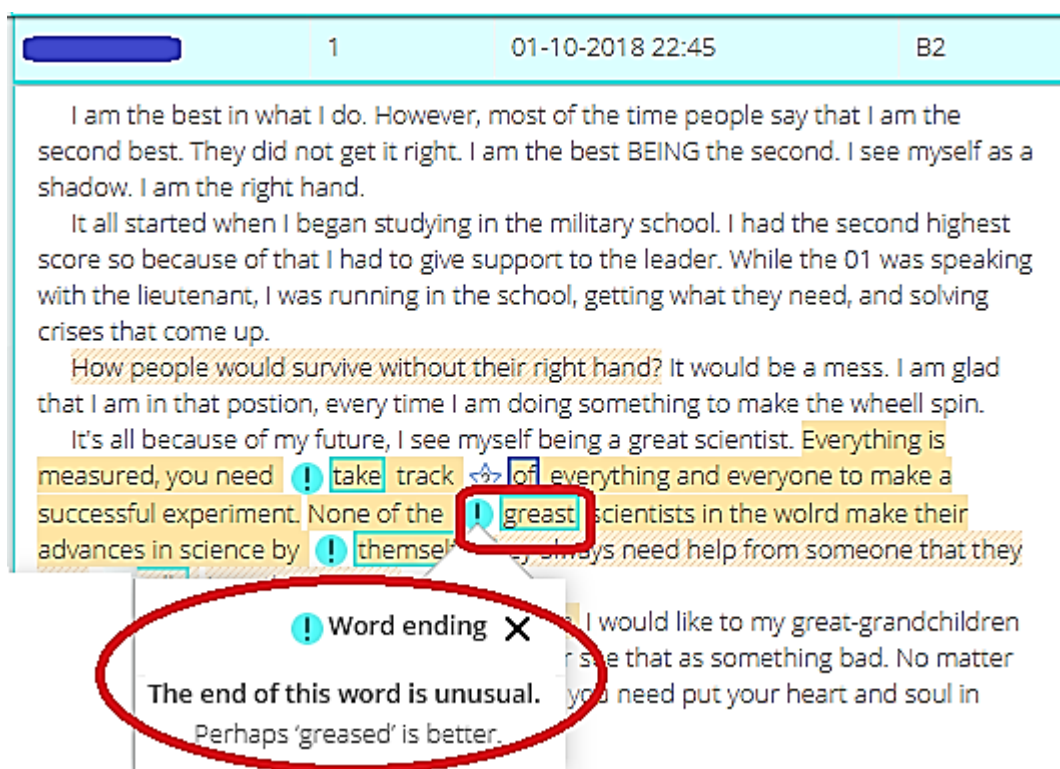 1 01-10-2018 22:45 B2
I am the best in what I do. However, most of the time people say that I am the
second best. They did not get it right. I am the best BEING the second. I see myself as a
shadow. I am the right hand.
It all started when I began studying in the military school. I had the second highest
score so because of that I had to give support to the leader. While the 01 was speaking
with the lieutenant, I was running in the school, getting what they need, and solving
crises that come up.
How people would survive without their right hand? It would be a mess. I am glad
that I am in that postion, every time I am doing something to make the wheell spin.
It's all because of my future, I see myself being a great scientist. Everything is
measured, you need ! take track ? of everything and everyone to make a
successful experiment. None of the ! greast scientists in the wolrd make their
advances in science by ! themsel always need help from someone that they
I would like to my great-grandchildren
see that as something bad. No matter
you need put your heart and soul in
! Word ending X
The end of this word is unusual.
Perhaps 'greased' is better.